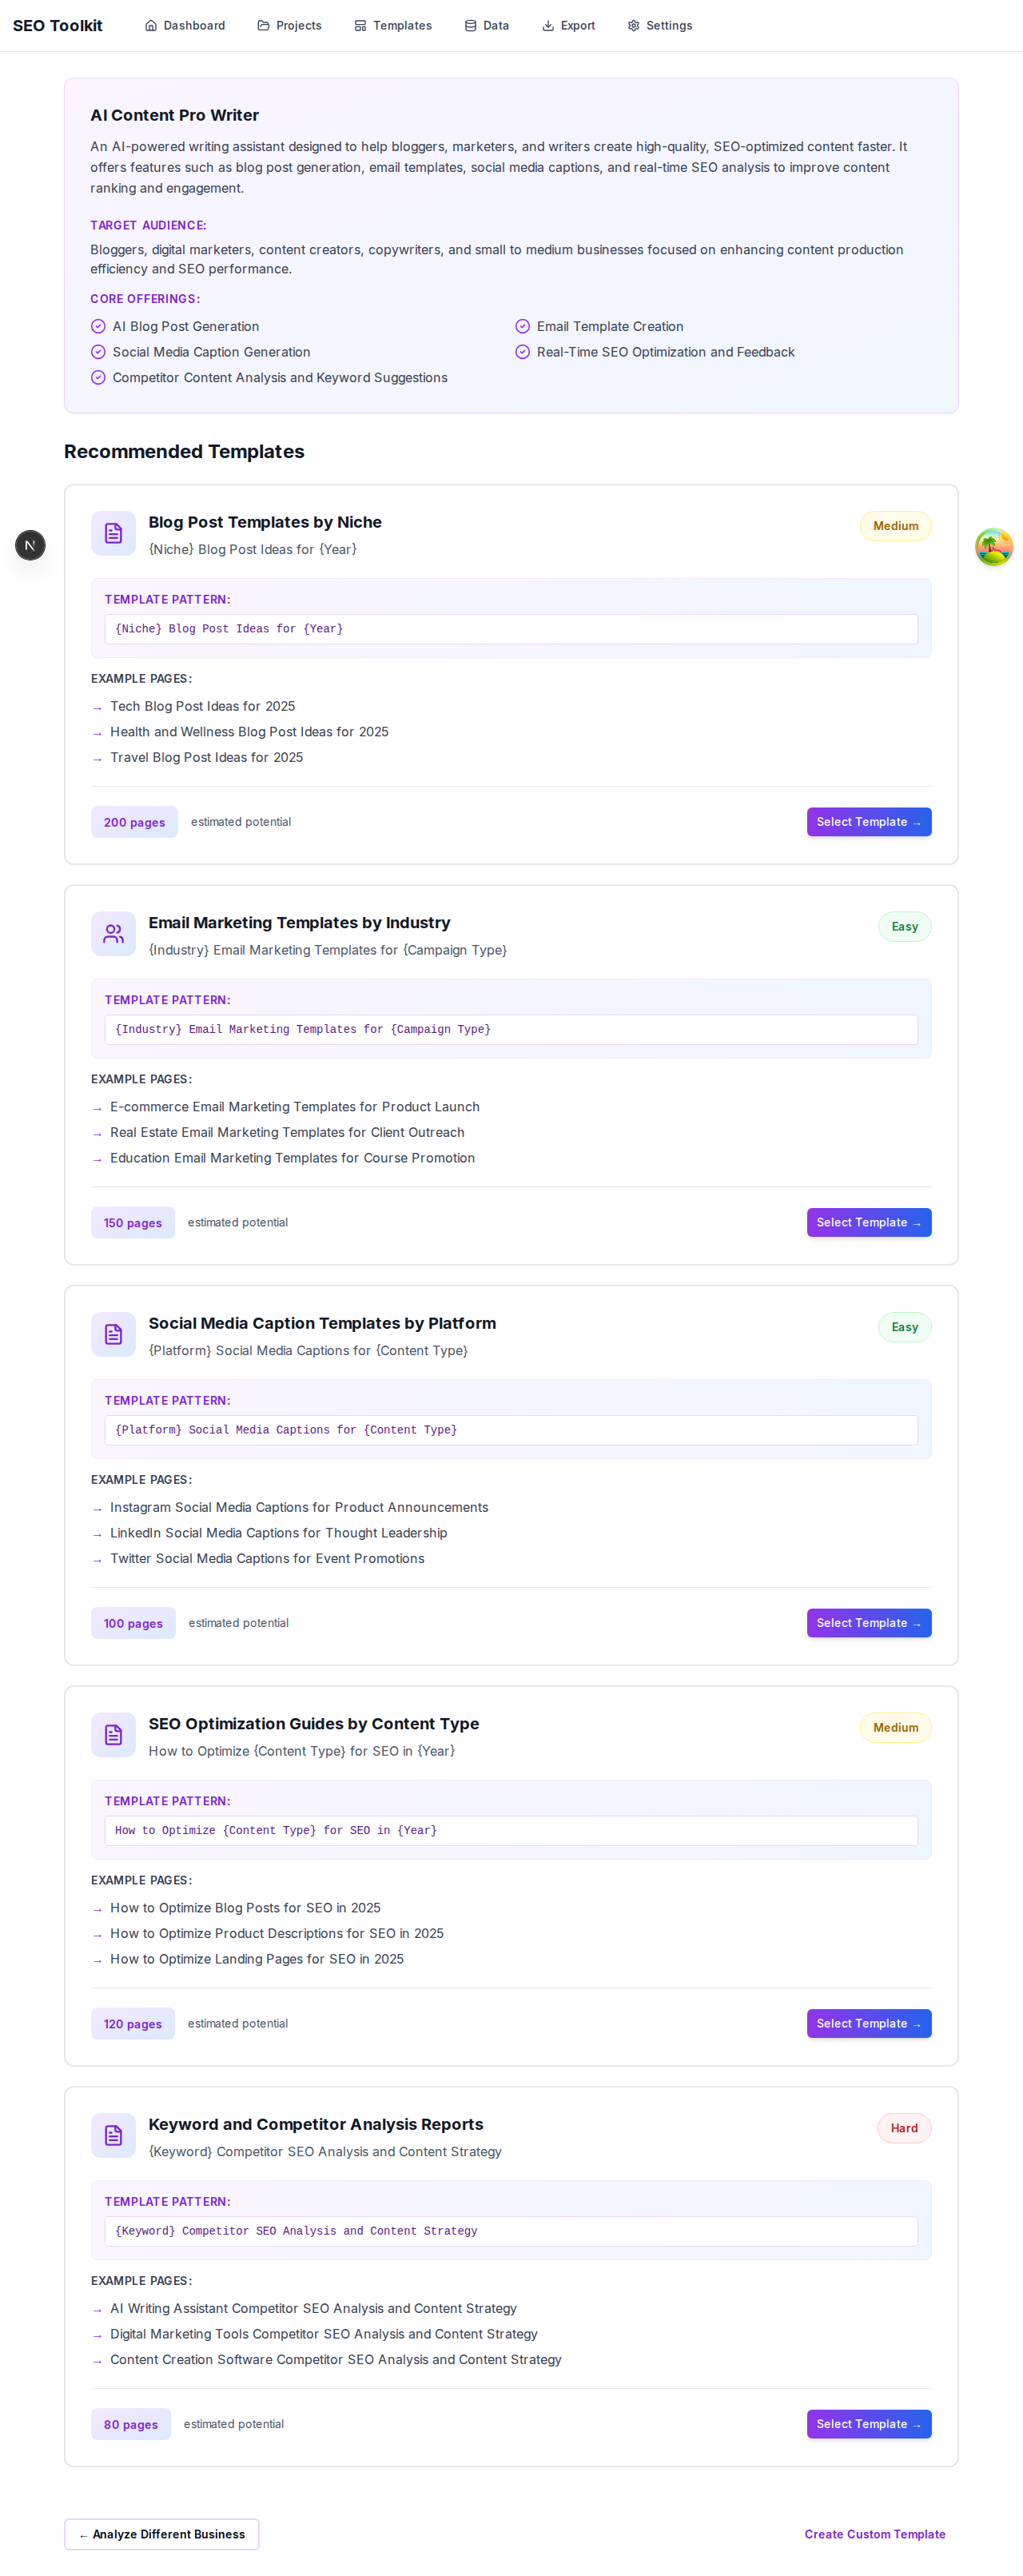 SEO Toolkit
Dashboard
Projects
Templates
Data
Export
Settings
AI Content Pro Writer
An AI-powered writing assistant designed to help bloggers, marketers, and writers create high-quality, SEO-optimized content faster. It
offers features such as blog post generation, email templates, social media captions, and real-time SEO analysis to improve content
ranking and engagement.
TARGET AUDIENCE:
Bloggers, digital marketers, content creators, copywriters, and small to medium businesses focused on enhancing content production
efficiency and SEO performance.
CORE OFFERINGS:
AI Blog Post Generation
Email Template Creation
Social Media Caption Generation
Real-Time SEO Optimization and Feedback
Competitor Content Analysis and Keyword Suggestions
Recommended Templates
Blog Post Templates by Niche
Medium
{Niche} Blog Post Ideas for {Year}
TEMPLATE PATTERN:
{Niche} Blog Post Ideas for {Year}
EXAMPLE PAGES:
→ Tech Blog Post Ideas for 2025
→ Health and Wellness Blog Post Ideas for 2025
→ Travel Blog Post Ideas for 2025
200 pages estimated potential
Select Template →
Email Marketing Templates by Industry
Easy
{Industry} Email Marketing Templates for {Campaign Type}
TEMPLATE PATTERN:
{Industry} Email Marketing Templates for {Campaign Type}
EXAMPLE PAGES:
→ E-commerce Email Marketing Templates for Product Launch
→ Real Estate Email Marketing Templates for Client Outreach
→ Education Email Marketing Templates for Course Promotion
150 pages estimated potential
Select Template →
Social Media Caption Templates by Platform
Easy
{Platform} Social Media Captions for {Content Type}
TEMPLATE PATTERN:
{Platform} Social Media Captions for {Content Type}
EXAMPLE PAGES:
→ Instagram Social Media Captions for Product Announcements
→ LinkedIn Social Media Captions for Thought Leadership
→ Twitter Social Media Captions for Event Promotions
100 pages estimated potential
Select Template →
SEO Optimization Guides by Content Type
Medium
How to Optimize {Content Type} for SEO in {Year}
TEMPLATE PATTERN:
How to Optimize {Content Type} for SEO in {Year}
EXAMPLE PAGES:
→ How to Optimize Blog Posts for SEO in 2025
→ How to Optimize Product Descriptions for SEO in 2025
→ How to Optimize Landing Pages for SEO in 2025
120 pages estimated potential
Select Template →
Keyword and Competitor Analysis Reports
Hard
{Keyword} Competitor SEO Analysis and Content Strategy
TEMPLATE PATTERN:
{Keyword} Competitor SEO Analysis and Content Strategy
EXAMPLE PAGES:
→ AI Writing Assistant Competitor SEO Analysis and Content Strategy
→ Digital Marketing Tools Competitor SEO Analysis and Content Strategy
→ Content Creation Software Competitor SEO Analysis and Content Strategy
80 pages estimated potential
Select Template →
← Analyze Different Business
Create Custom Template